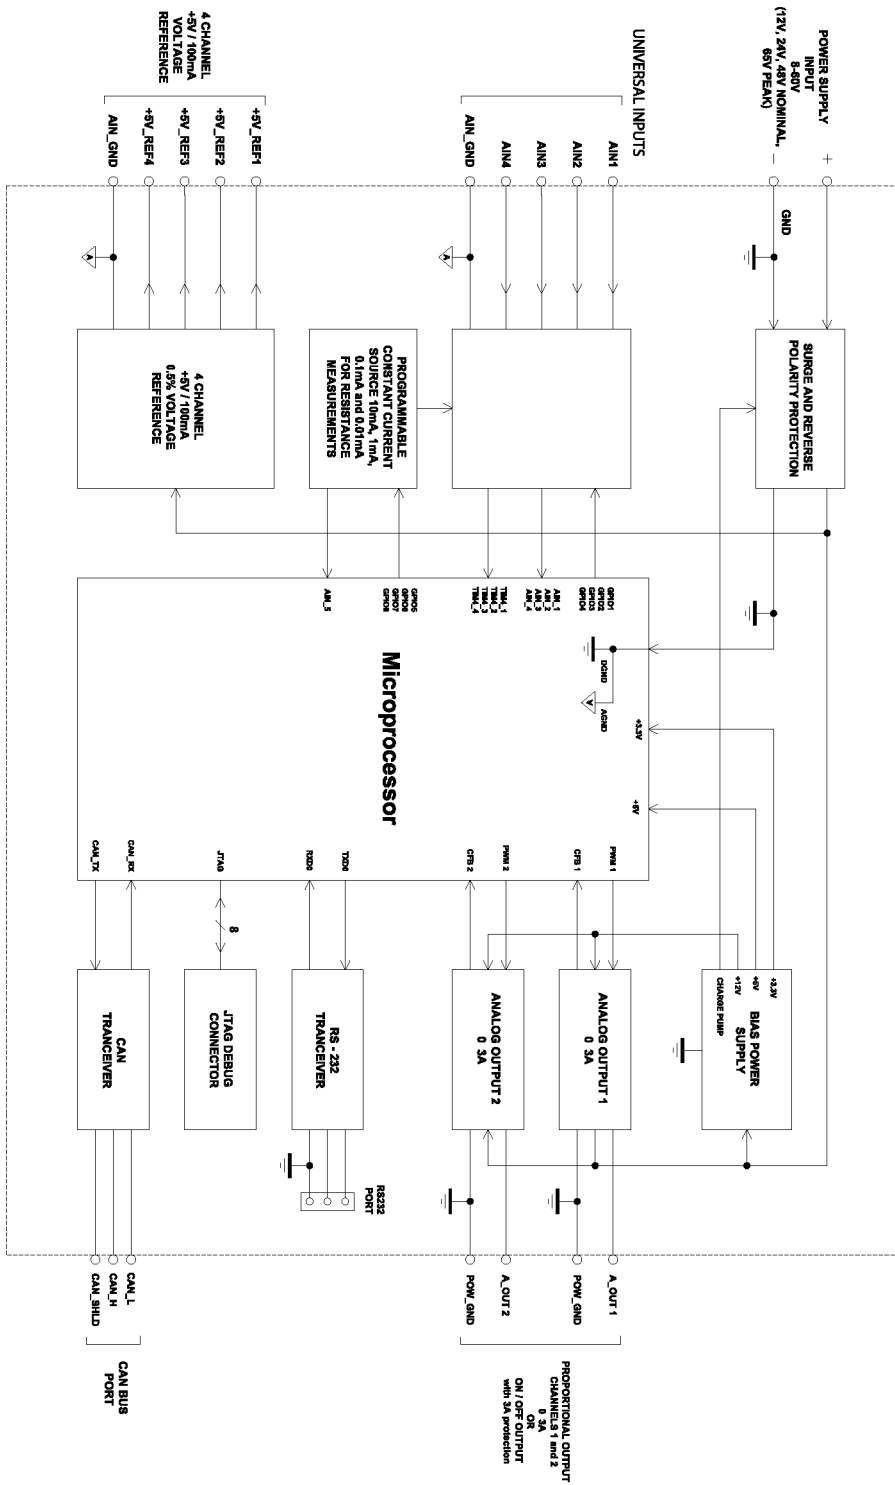 POWER SUPPLY
INPUT
8-60V
(12V, 24V, 48V NOMINAL,
65V PEAK)
+
–
GND
SURGE AND REVERSE
POLARITY PROTECTION
UNIVERSAL INPUTS
AIN1
AIN2
AIN3
AIN4
AIN_GND
A
PROGRAMMABLE
CONSTANT CURRENT
SOURCE 10mA, 1mA,
0.1mA and 0.01mA
FOR RESISTANCE
MEASUREMENTS
4 CHANNEL
+5V / 100mA
VOLTAGE
REFERENCE
+5V_REF1
+5V_REF2
+5V_REF3
+5V_REF4
AIN_GND
A
4 CHANNEL
+5V / 100mA
0.5% VOLTAGE
REFERENCE
GPIO1
GPIO2
GPIO3
GPIO4
AIN_1
AIN_2
AIN_3
AIN_4
TIM4_1
TIM4_2
TIM4_3
TIM4_4
GPIO5
GPIO6
GPIO7
GPIO8
AIN_5
DGND
AGND
A
+3.3V
+5V
Microprocessor
PWM 1
CFB 1
PWM 2
CFB 2
TXD0
RXD0
JTAG
CAN_RX
CAN_TX
8
+3.3V
+5V
+12V
CHARGE PUMP
BIAS POWER
SUPPLY
ANALOG OUTPUT 1
0 3A
ANALOG OUTPUT 2
0 3A
RS - 232
TRANCEIVER
JTAG DEBUG
CONNECTOR
CAN
TRANCEIVER
RS232
PORT
A_OUT 1
POW_GND
A_OUT 2
POW_GND
CAN_L
CAN_H
CAN_SHLD
PROPORTIONAL OUTPUT
CHANNELS 1 and 2
0 3A
OR
ON / OFF OUTPUT
with 3A protection
CAN BUS
PORT